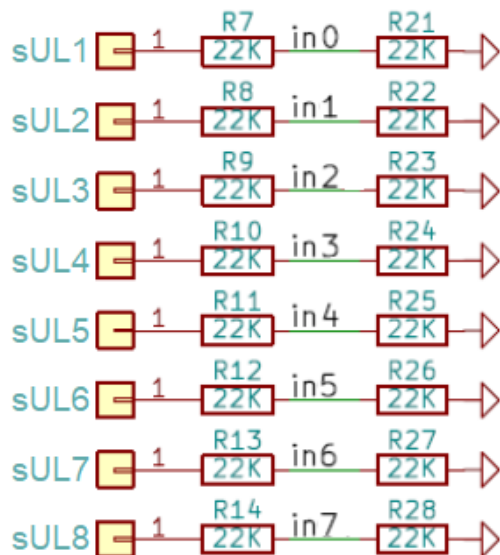 R7 R21
sUL1 1 22K in0 22K
R8 R22
sUL2 1 22K in1 22K
R9 R23
sUL3 1 22K in2 22K
R10 R24
sUL4 1 22K in3 22K
R11 R25
sUL5 1 22K in4 22K
R12 R26
sUL6 1 22K in5 22K
R13 R27
sUL7 1 22K in6 22K
R14 R28
sUL8 1 22K in7 22K